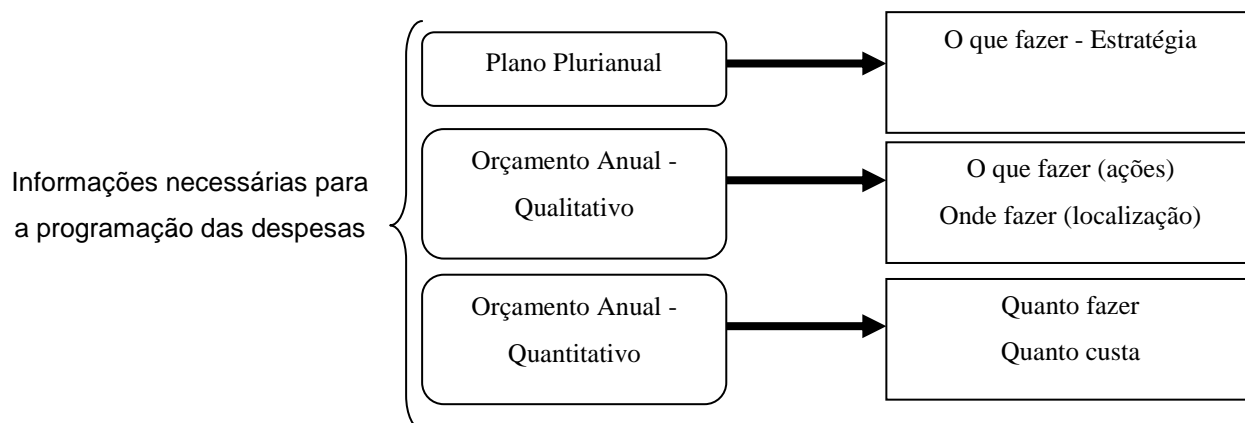 Informações necessárias para
a programação das despesas
Plano Plurianual
O que fazer - Estratégia
Orçamento Anual -
Qualitativo
O que fazer (ações)
Onde fazer (localização)
Orçamento Anual -
Quantitativo
Quanto fazer
Quanto custa